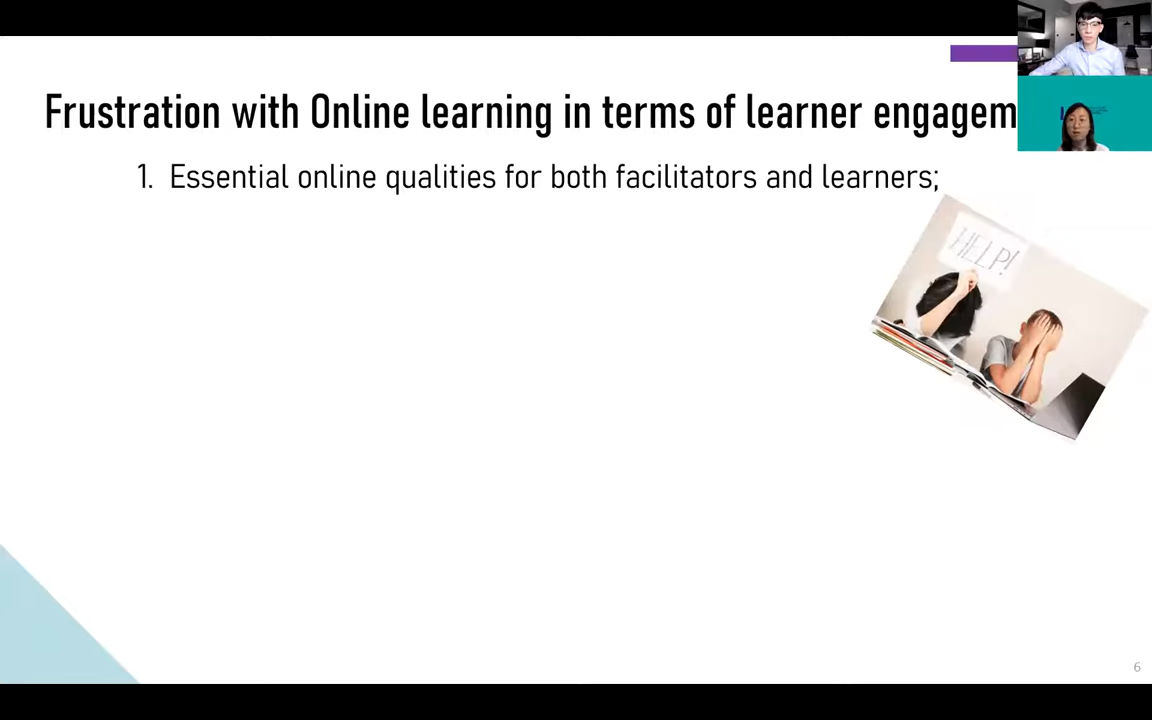 Frustration with Online learning in terms of learner engagem
1. Essential online qualities for both facilitators and learners;
HELP!
6